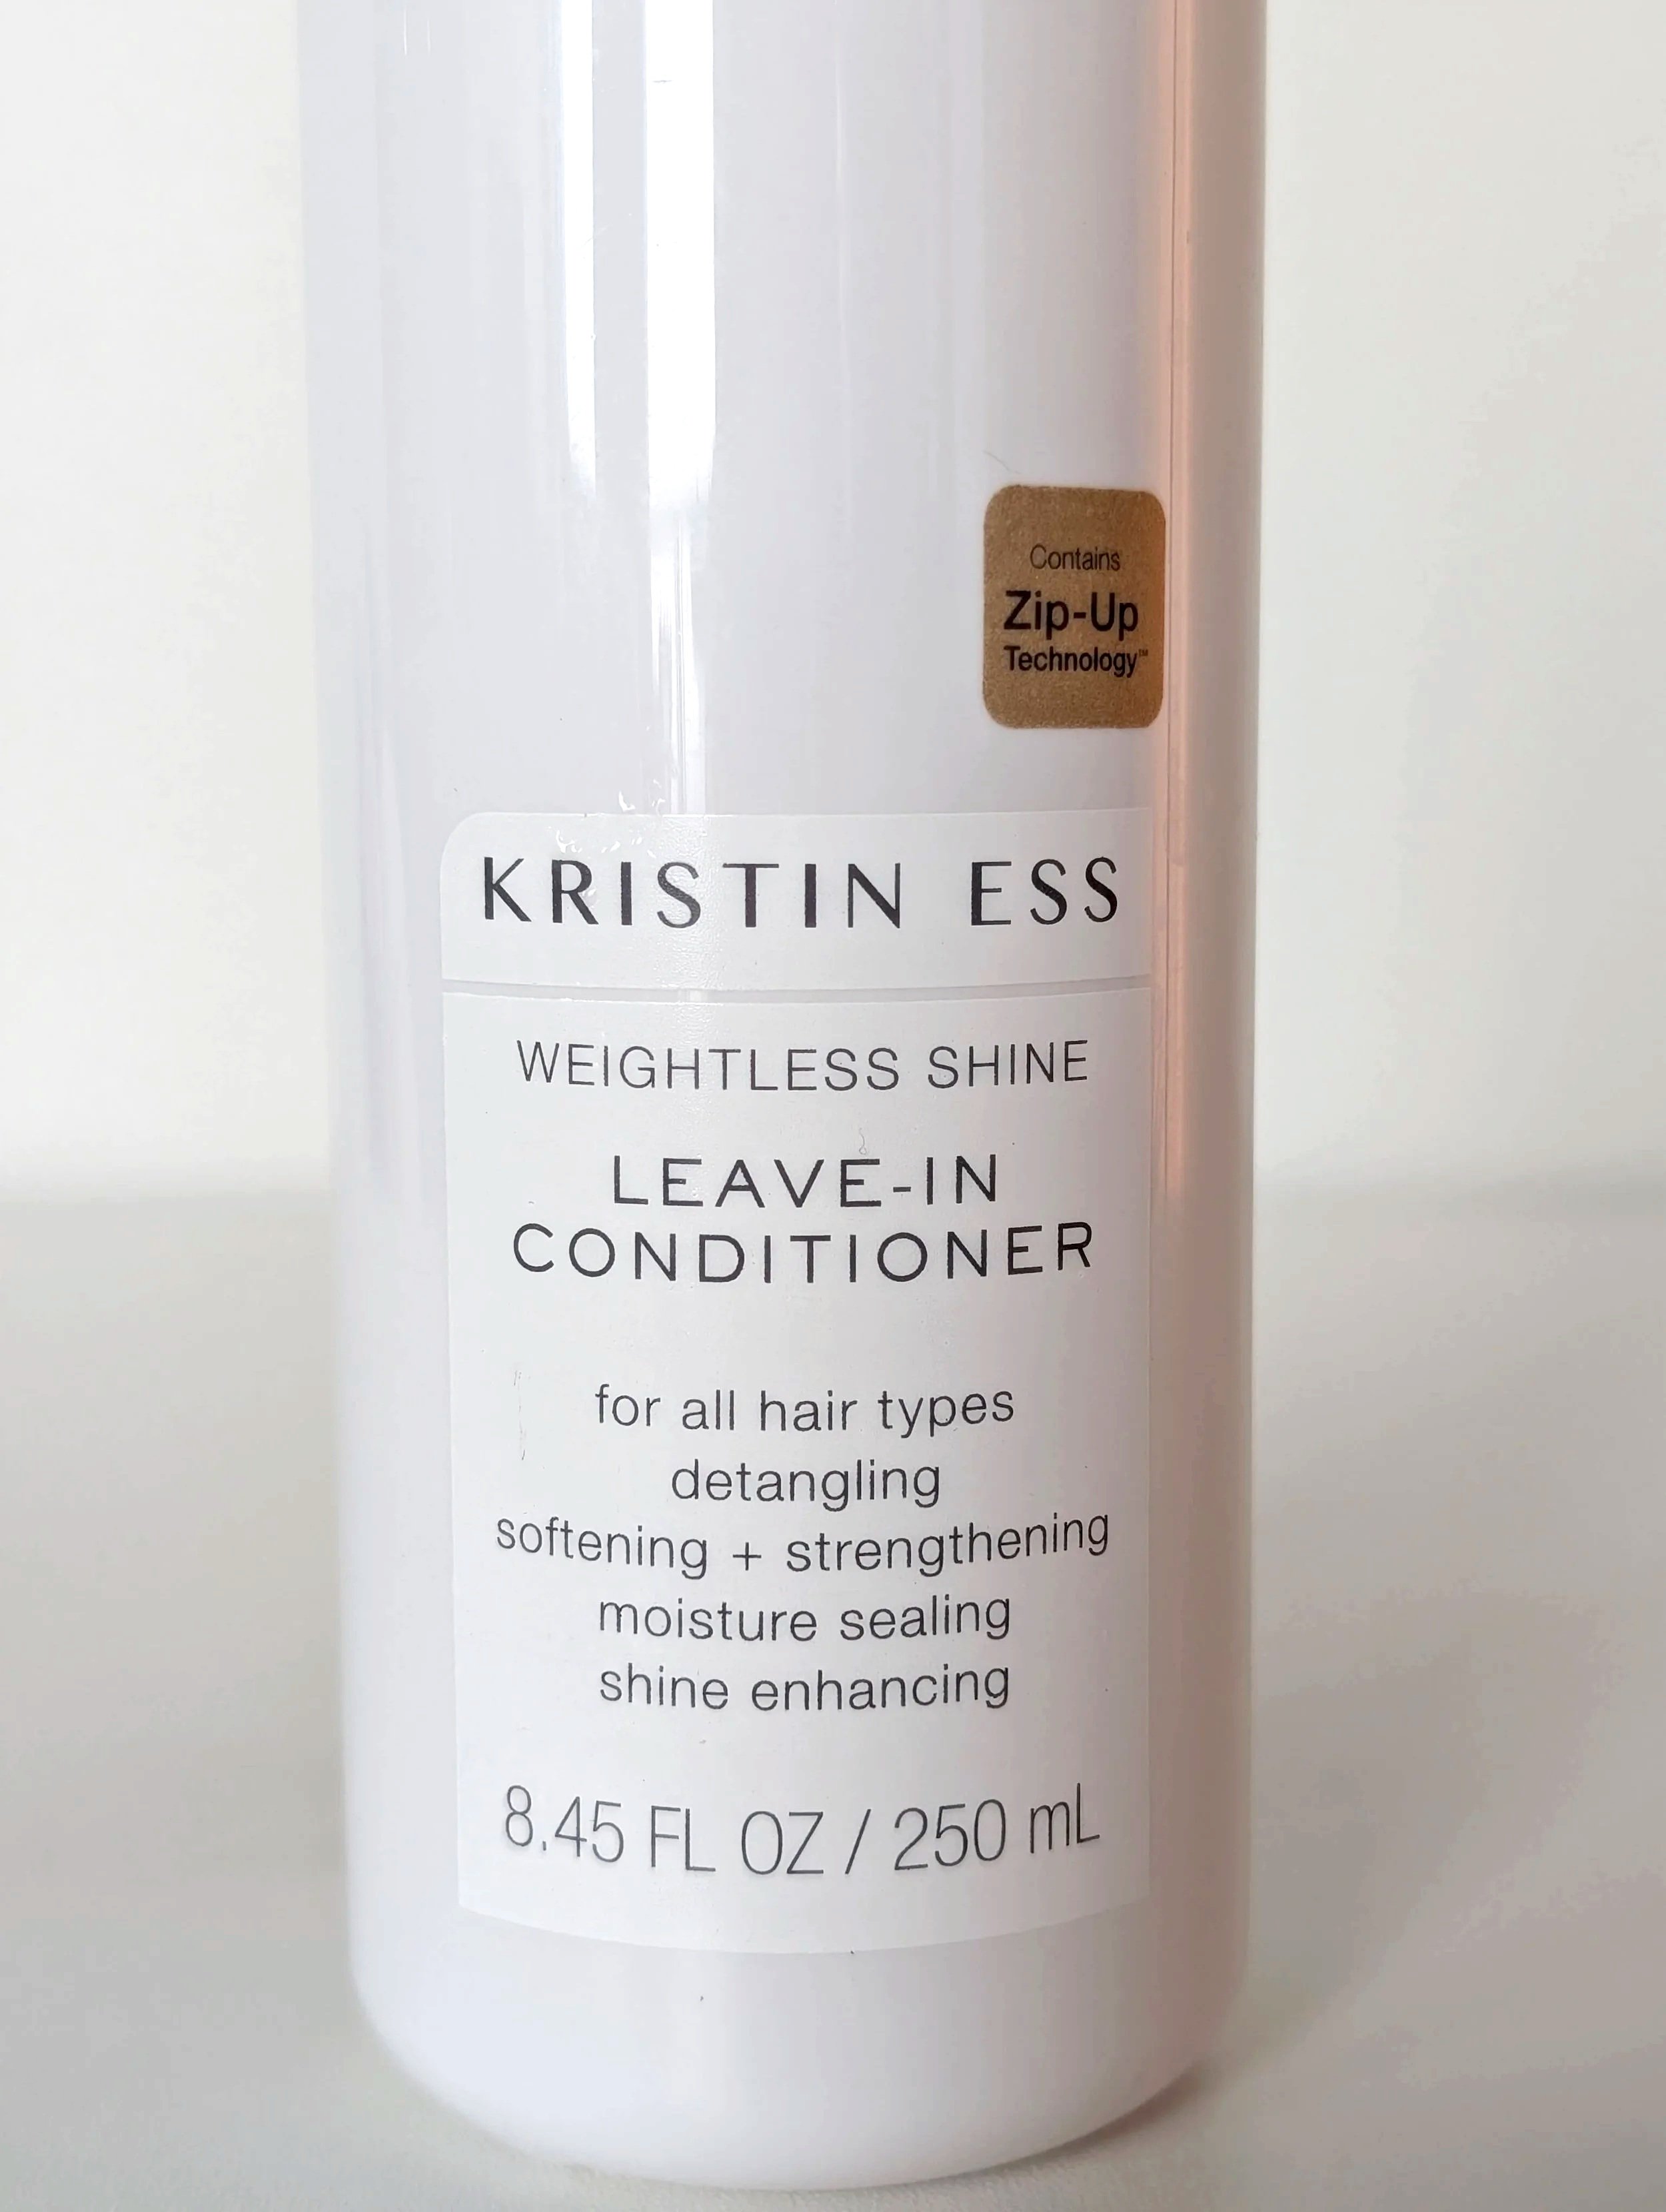 Contains
Zip-Up
Technology™
KRISTIN ESS
WEIGHTLESS SHINE
LEAVE-IN
CONDITIONER
for all hair types
detangling
softening + strengthening
moisture sealing
shine enhancing
8.45 FL OZ / 250 mL